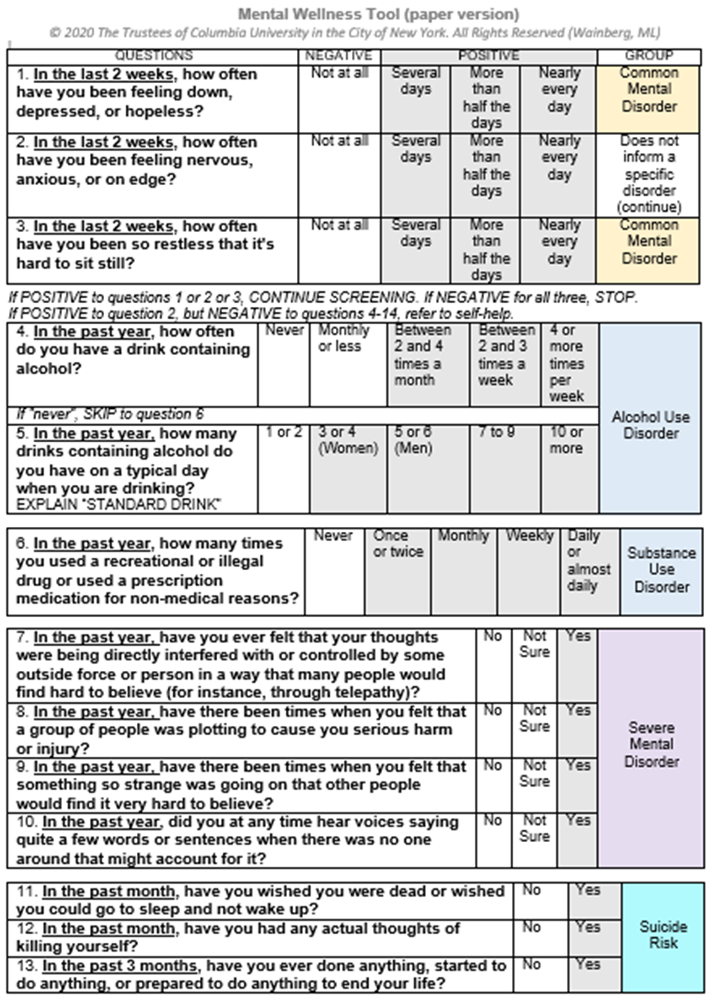 Mental Wellness Tool (paper version)
© 2020 The Trustees of Columbia University in the City of New York. All Rights Reserved (Wainberg, ML)
QUESTIONS NEGATIVE POSITIVE GROUP
1. In the last 2 weeks, how often
have you been feeling down,
depressed, or hopeless?
Not at all
Several
days
More
than
half the
days
Nearly
every
day
Common
Mental
Disorder
2. In the last 2 weeks, how often
have you been feeling nervous,
anxious, or on edge?
Not at all
Several
days
More
than
half the
days
Nearly
every
day
Does not
inform a
specific
disorder
(continue)
3. In the last 2 weeks, how often
have you been so restless that it's
hard to sit still?
Not at all
Several
days
More
than
half the
days
Nearly
every
day
Common
Mental
Disorder
If POSITIVE to questions 1 or 2 or 3, CONTINUE SCREENING. If NEGATIVE for all three, STOP.
If POSITIVE to question 2, but NEGATIVE to questions 4-14, refer to self-help.
4. In the past year, how often
do you have a drink containing
alcohol?
Never
Monthly
or less
Between
2 and 4
times a
month
Between
2 and 3
times a
week
4 or
more
times
per
week
If "never", SKIP to question 6
5. In the past year, how many
drinks containing alcohol do
you have on a typical day
when you are drinking?
EXPLAIN "STANDARD DRINK"
1 or 2
3 or 4
(Women)
5 or 6
(Men)
7 to 9
10 or
more
Alcohol Use
Disorder
6. In the past year, how many times
you used a recreational or illegal
drug or used a prescription
medication for non-medical reasons?
Never
Once
or twice
Monthly
Weekly
Daily
or
almost
daily
Substance
Use
Disorder
7. In the past year, have you ever felt that your thoughts
were being directly interfered with or controlled by some
outside force or person in a way that many people would
find hard to believe (for instance, through telepathy)?
No
Not
Sure
Yes
8. In the past year, have there been times when you felt that
a group of people was plotting to cause you serious harm
or injury?
No
Not
Sure
Yes
9. In the past year, have there been times when you felt that
something so strange was going on that other people
would find it very hard to believe?
No
Not
Sure
Yes
10. In the past year, did you at any time hear voices saying
quite a few words or sentences when there was no one
around that might account for it?
No
Not
Sure
Yes
Severe
Mental
Disorder
11. In the past month, have you wished you were dead or wished
you could go to sleep and not wake up?
No
Yes
12. In the past month, have you had any actual thoughts of
killing yourself?
No
Yes
13. In the past 3 months, have you ever done anything, started to
do anything, or prepared to do anything to end your life?
No
Yes
Suicide
Risk